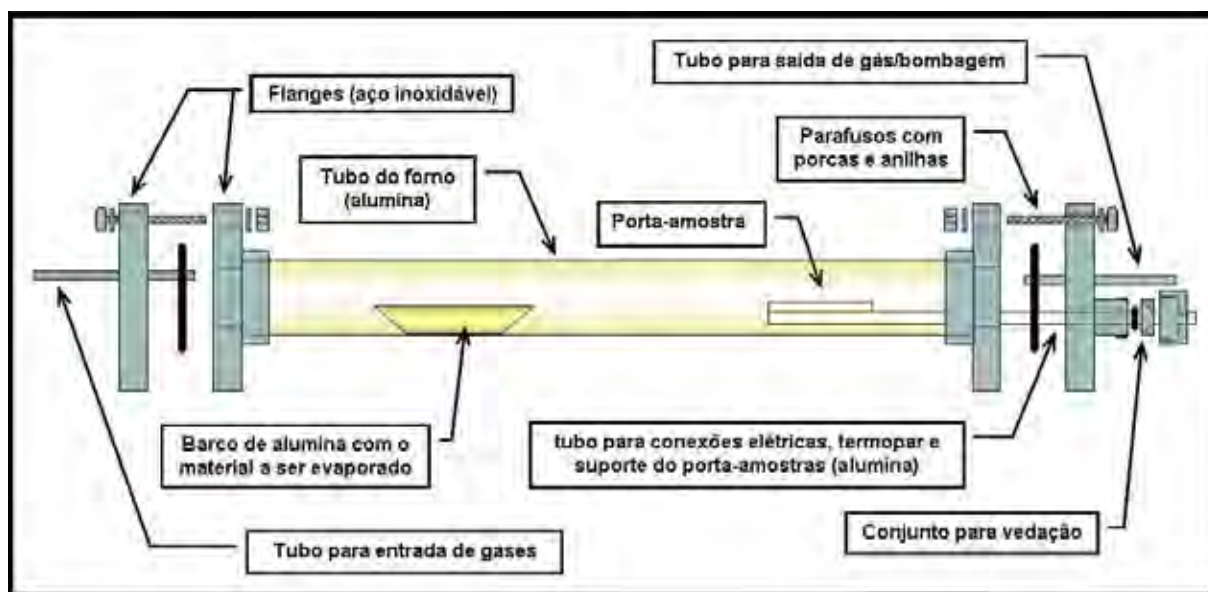 Tubo para saída de gás/bombagem
Flanges (aço inoxidável)
Parafusos com
porcas e anilhas
Tubo do forno
(alumina)
Porta-amostra
Barco de alumina com o
material a ser evaporado
tubo para conexões elétricas, termopar e
suporte do porta-amostras (alumina)
Conjunto para vedação
Tubo para entrada de gases